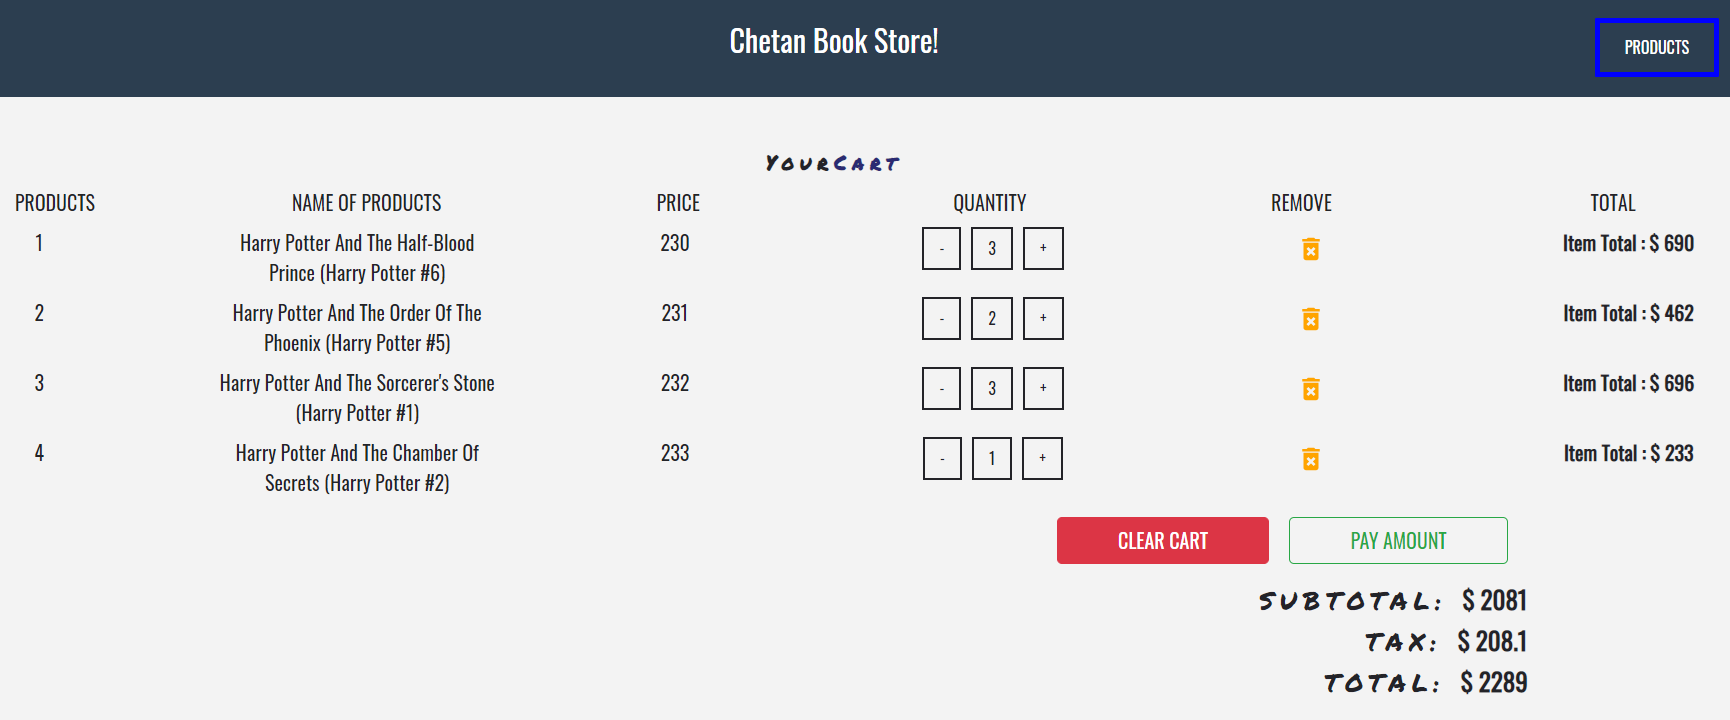 Chetan Book Store!
PRODUCTS
YourCart
PRODUCTS NAME OF PRODUCTS PRICE QUANTITY REMOVE TOTAL
1 Harry Potter And The Half-Blood 230 - 3 + Item Total : $ 690
Prince (Harry Potter #6)
2 Harry Potter And The Order Of The 231 - 2 + Item Total : $ 462
Phoenix (Harry Potter #5)
3 Harry Potter And The Sorcerer's Stone 232 - 3 + Item Total : $ 696
(Harry Potter #1)
4 Harry Potter And The Chamber Of 233 - 1 + Item Total : $ 233
Secrets (Harry Potter #2)
CLEAR CART PAY AMOUNT
SUBTOTAL: $ 2081
TAX: $ 208.1
TOTAL: $ 2289